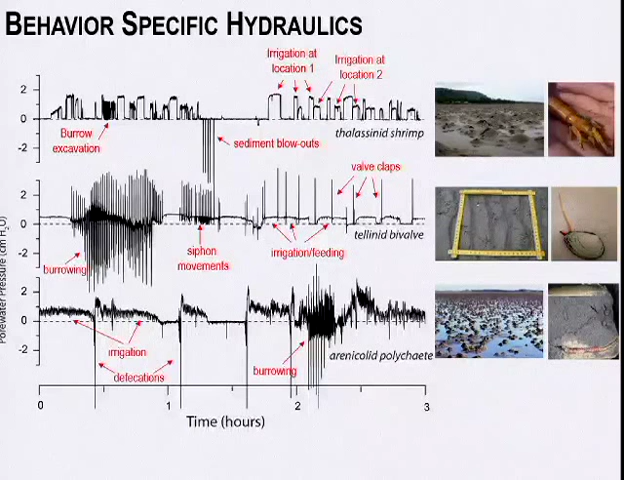 BEHAVIOR SPECIFIC HYDRAULICS
Irrigation at
location 1
Irrigation at
location 2
2
0
-2
Burrow
excavation
sediment blow-outs
thalassinid shrimp
valve claps
2
0
-2
burrowing
siphon
movements
irrigation/feeding
tellinid bivalve
Porewater Pressure (cm H2O)
2
0
-2
irrigation
defecations
burrowing
arenicolid polychaete
0 1 2 3
Time (hours)